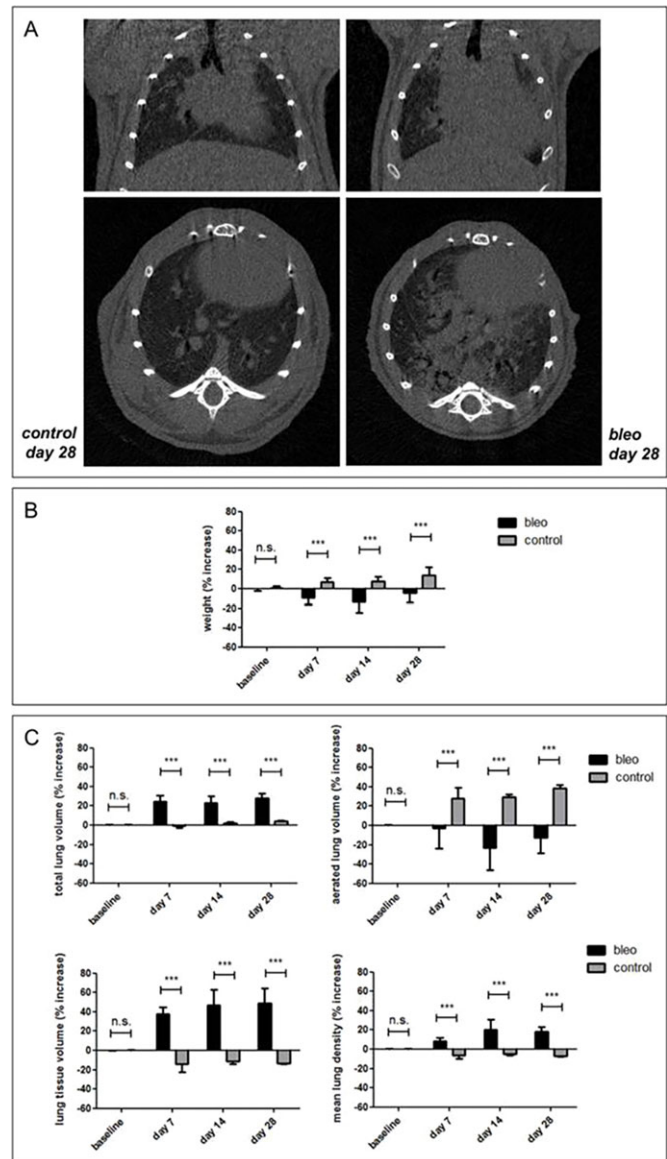 A
control
day 28
bleo
day 28
B
weight (% increase)
80
60
40
20
0
-20
-40
-60
n.s.
***
***
***
baseline
day 7
day 14
day 28
bleo
control
C
total lung volume (% increase)
80
60
40
20
0
-20
-40
-60
n.s.
***
***
***
baseline
day 7
day 14
day 28
aerated lung volume (% increase)
80
60
40
20
0
-20
-40
-60
n.s.
***
***
***
baseline
day 7
day 14
day 28
bleo
control
lung tissue volume (% increase)
100
80
60
40
20
0
-20
-40
-60
n.s.
***
***
***
baseline
day 7
day 14
day 28
mean lung density (% increase)
100
80
60
40
20
0
-20
-40
-60
n.s.
***
***
***
baseline
day 7
day 14
day 28
bleo
control